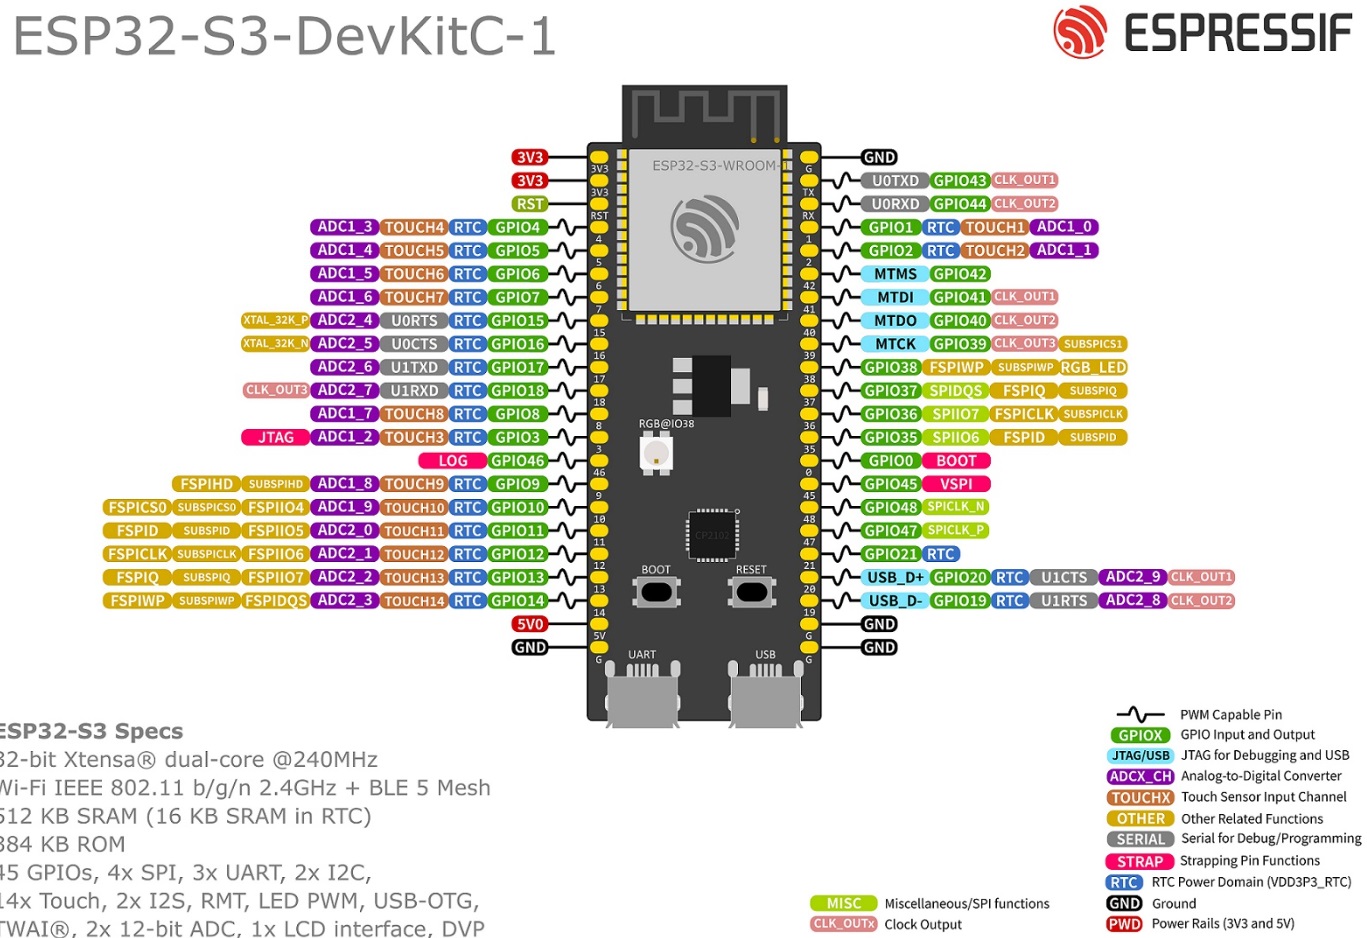 ESP32-S3-DevKitC-1
ESPRESSIF
ESP32-S3-WROOM-1
3V3 3V3 G GND
3V3 3V3 TX U0TXD GPIO43 CLK_OUT1
RST RST RX U0RXD GPIO44 CLK_OUT2
ADC1_3 TOUCH4 RTC GPIO4 4 1 GPIO1 RTC TOUCH1 ADC1_0
ADC1_4 TOUCH5 RTC GPIO5 5 2 GPIO2 RTC TOUCH2 ADC1_1
ADC1_5 TOUCH6 RTC GPIO6 6 42 MTMS GPIO42
ADC1_6 TOUCH7 RTC GPIO7 7 41 MTDI GPIO41 CLK_OUT1
XTAL_32K_P ADC2_4 U0RTS RTC GPIO15 15 40 MTDO GPIO40 CLK_OUT2
XTAL_32K_N ADC2_5 U0CTS RTC GPIO16 16 39 MTCK GPIO39 CLK_OUT3 SUBSPICS1
ADC2_6 U1TXD RTC GPIO17 17 38 GPIO38 FSPIWP SUBSPIWP RGB_LED
CLK_OUT3 ADC2_7 U1RXD RTC GPIO18 18 37 GPIO37 SPIDQS FSPIQ SUBSPIQ
ADC1_7 TOUCH8 RTC GPIO8 8 36 GPIO36 SPIIO7 FSPICLK SUBSPICLK
RGB@IO38
JTAG ADC1_2 TOUCH3 RTC GPIO3 3 35 GPIO35 SPIIO6 FSPID SUBSPID
LOG GPIO46 46 0 GPIO0 BOOT
FSPIHD SUBSPIHD ADC1_8 TOUCH9 RTC GPIO9 9 45 GPIO45 VSPI
FSPICS0 SUBSPICS0 FSPIIO4 ADC1_9 TOUCH10 RTC GPIO10 10 48 GPIO48 SPICLK_N
FSPID SUBSPID FSPIIO5 ADC2_0 TOUCH11 RTC GPIO11 11 47 GPIO47 SPICLK_P
CP2102
FSPICLK SUBSPICLK FSPIIO6 ADC2_1 TOUCH12 RTC GPIO12 12 21 GPIO21 RTC
BOOT RESET
FSPIQ SUBSPIQ FSPIIO7 ADC2_2 TOUCH13 RTC GPIO13 13 20 USB_D+ GPIO20 RTC U1CTS ADC2_9 CLK_OUT1
FSPIWP SUBSPIWP FSPIDQS ADC2_3 TOUCH14 RTC GPIO14 14 19 USB_D- GPIO19 RTC U1RTS ADC2_8 CLK_OUT2
5V0 5V G GND
GND G G GND
UART USB
ESP32-S3 Specs
32-bit Xtensa® dual-core @240MHz
Wi-Fi IEEE 802.11 b/g/n 2.4GHz + BLE 5 Mesh
512 KB SRAM (16 KB SRAM in RTC)
384 KB ROM
45 GPIOs, 4x SPI, 3x UART, 2x I2C,
14x Touch, 2x I2S, RMT, LED PWM, USB-OTG,
TWAI®, 2x 12-bit ADC, 1x LCD interface, DVP
PWM Capable Pin
GPIOX GPIO Input and Output
JTAG/USB JTAG for Debugging and USB
ADCX_CH Analog-to-Digital Converter
TOUCHX Touch Sensor Input Channel
OTHER Other Related Functions
SERIAL Serial for Debug/Programming
STRAP Strapping Pin Functions
RTC RTC Power Domain (VDD3P3_RTC)
GND Ground
PWD Power Rails (3V3 and 5V)
MISC Miscellaneous/SPI functions
CLK_OUTx Clock Output